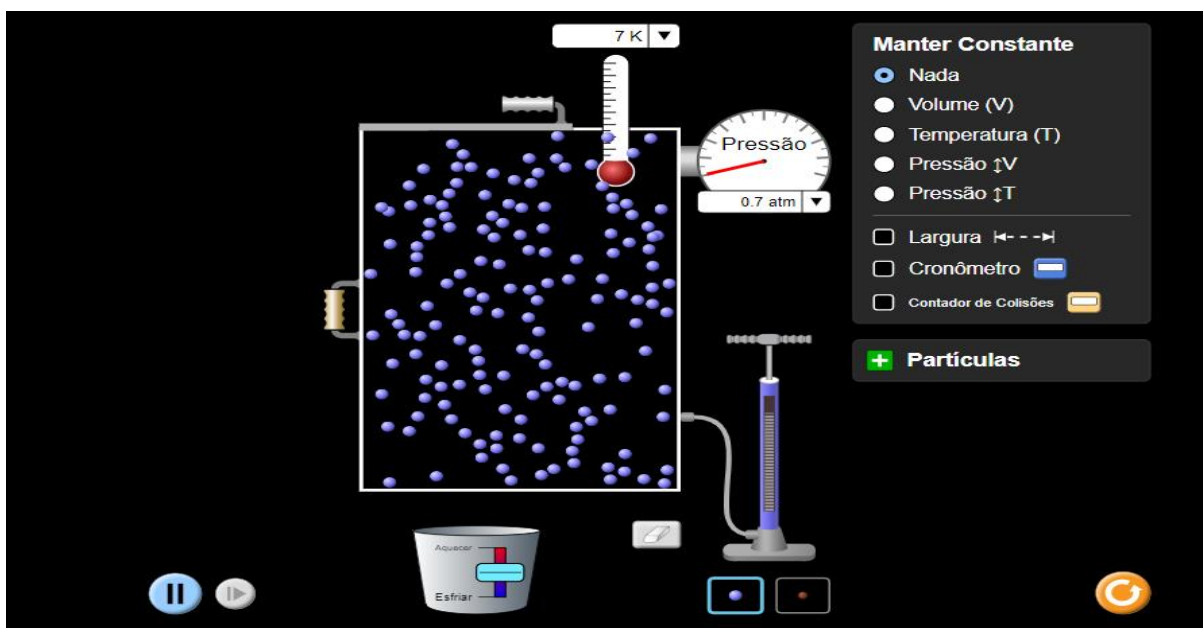 7 K
Pressão
0.7 atm
Manter Constante
Nada
Volume (V)
Temperatura (T)
Pressão ↕V
Pressão ↕T
Largura
Cronômetro
Contador de Colisões
Partículas
Aquecer
Esfriar